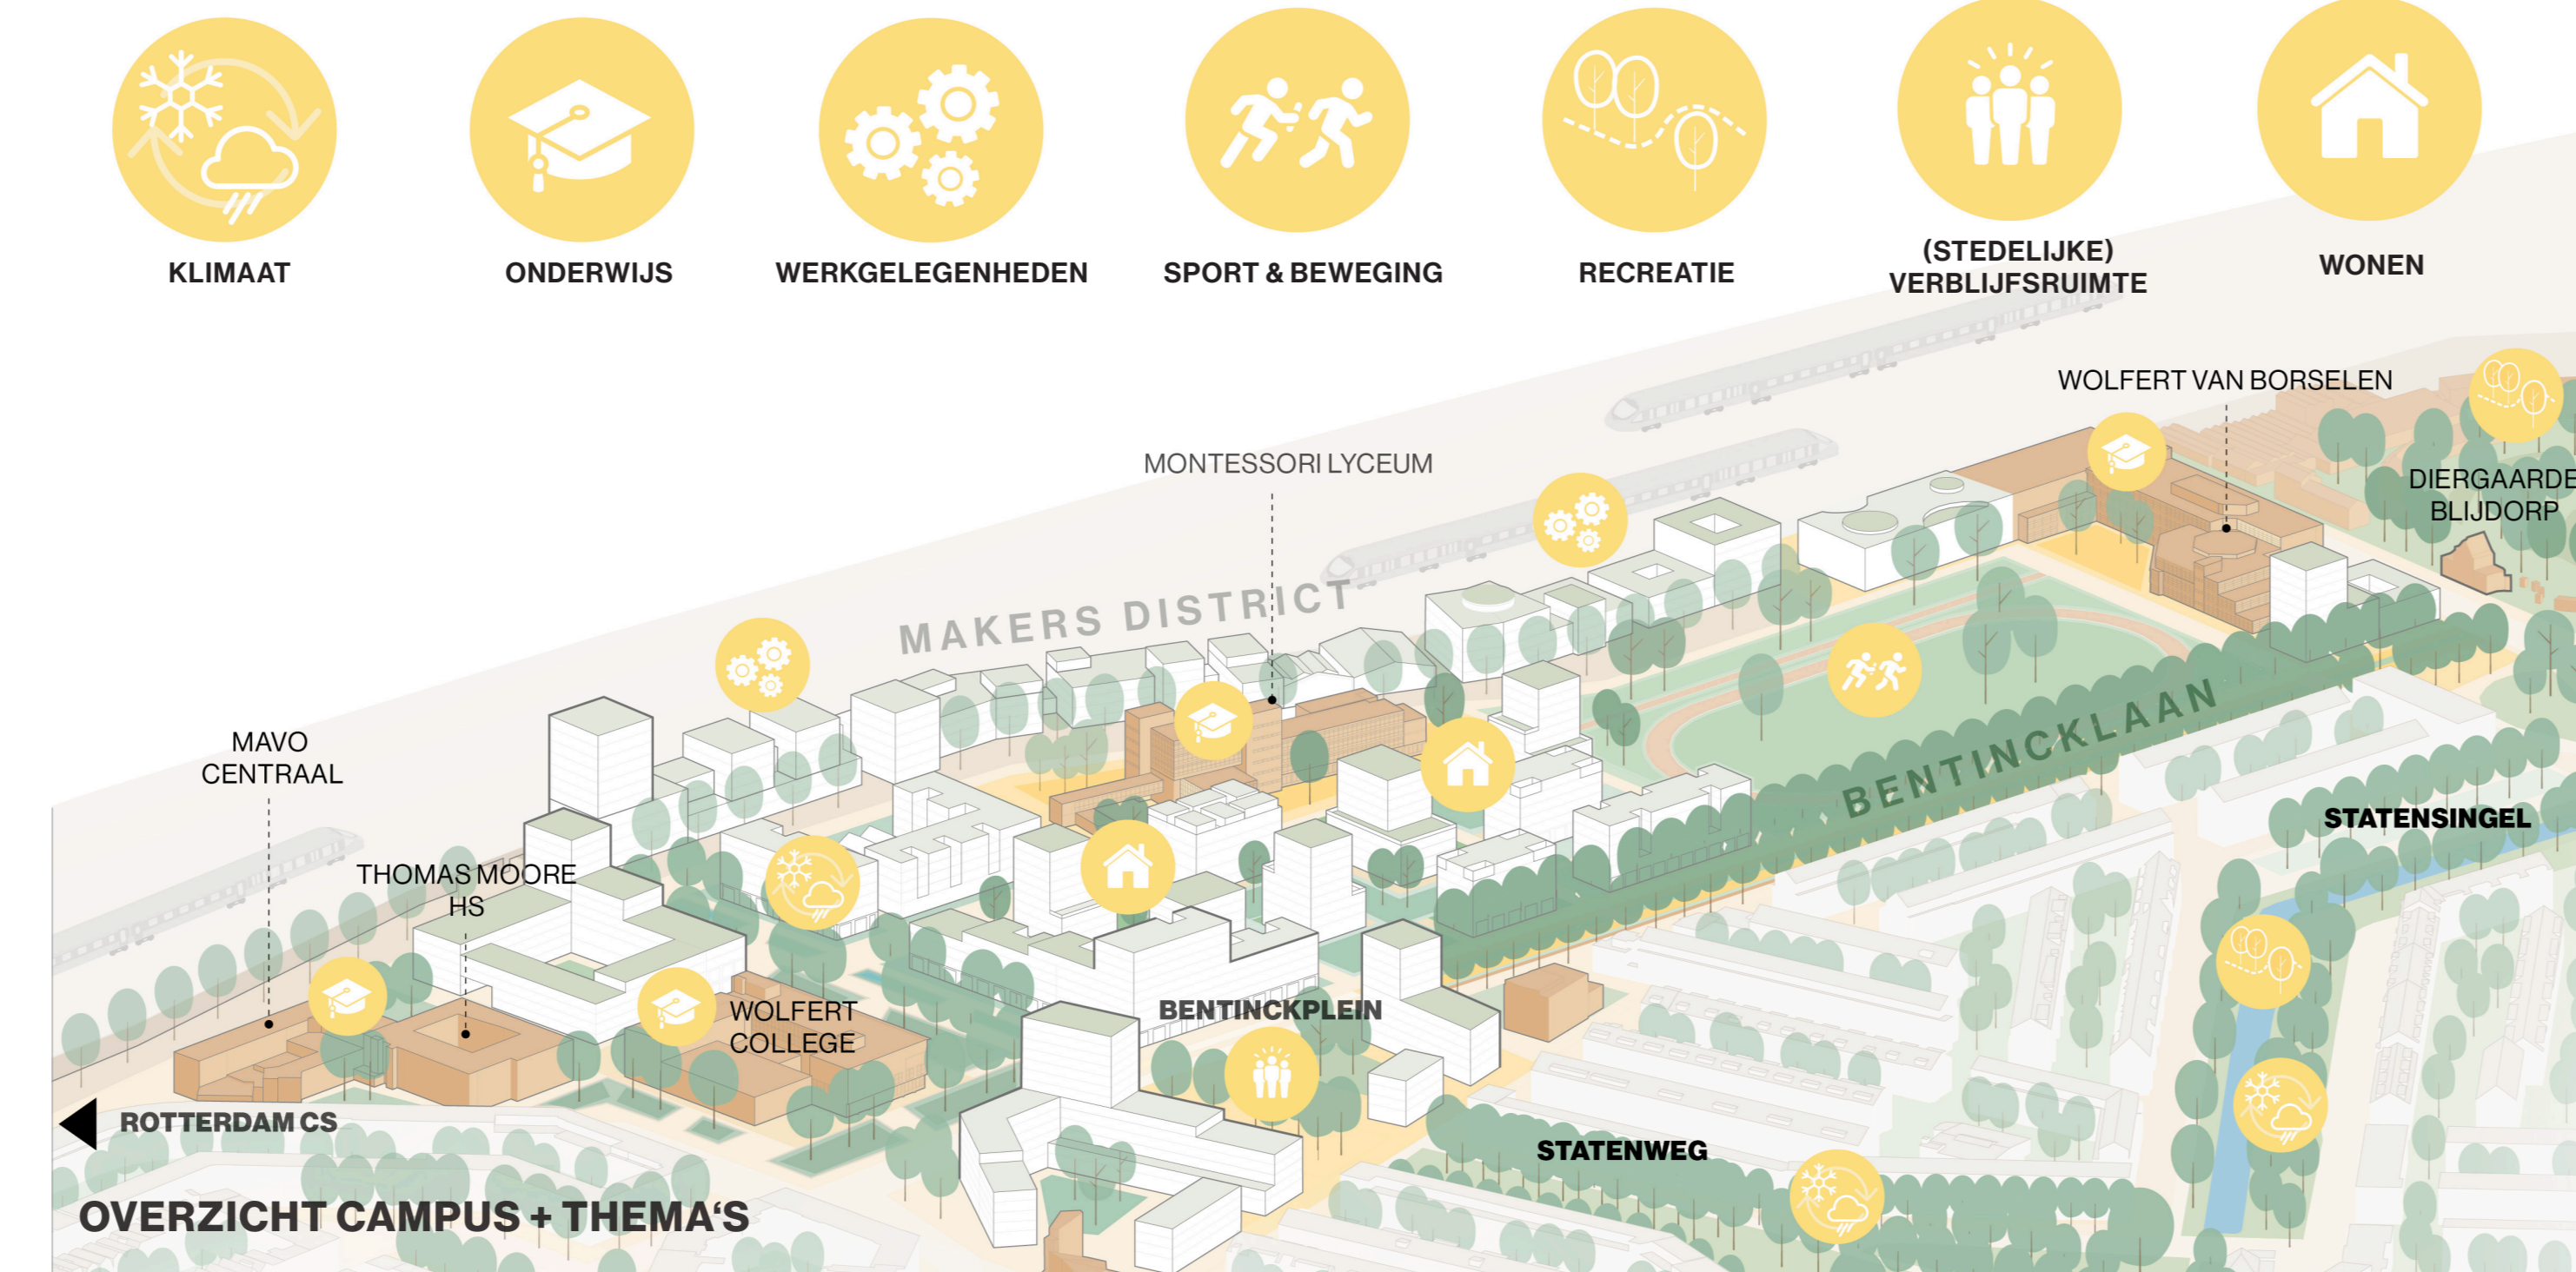 KLIMAAT
ONDERWIJS
WERKGELEGENHEDEN
SPORT & BEWEGING
RECREATIE
(STEDELIJKE)
VERBLIJFSRUIMTE
WONEN
WOLFERT VAN BORSELEN
MONTESSORI LYCEUM
DIERGAARDE
BLIJDORP
MAKERS DISTRICT
MAVO
CENTRAAL
BENTINCKLAAN
STATENSINGEL
THOMAS MOORE
HS
WOLFERT
COLLEGE
BENTINCKPLEIN
ROTTERDAM CS
STATENWEG
OVERZICHT CAMPUS + THEMA‘S